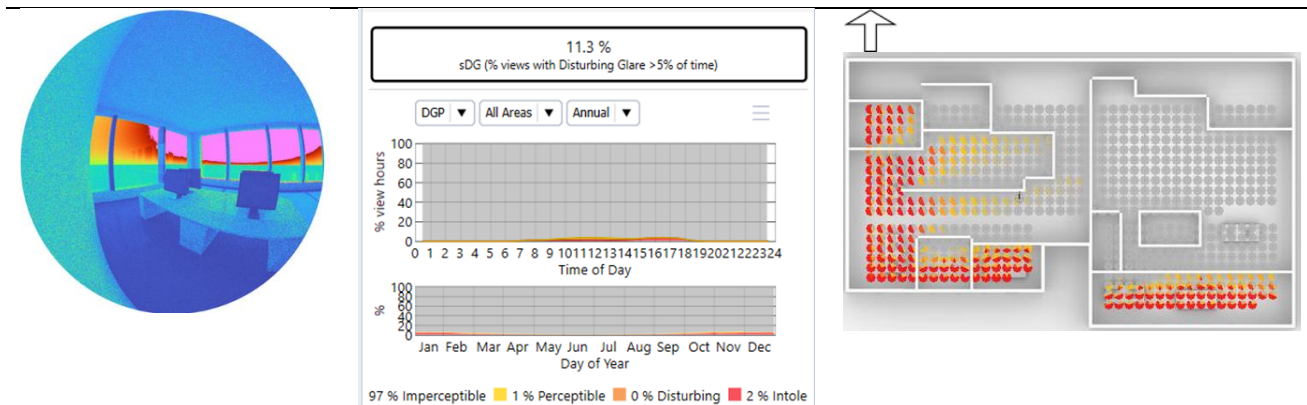 11.3 %
sDG (% views with Disturbing Glare >5% of time)
DGP ▼ All Areas ▼ Annual ▼
% view hours
100
80
60
40
20
0
0 1 2 3 4 5 6 7 8 9 10 11 12 13 14 15 16 17 18 19 20 21 22 23 24
Time of Day
%
100
80
60
40
20
Jan Feb Mar Apr May Jun Jul Aug Sep Oct Nov Dec
Day of Year
97 % Imperceptible 1 % Perceptible 0 % Disturbing 2 % Intole